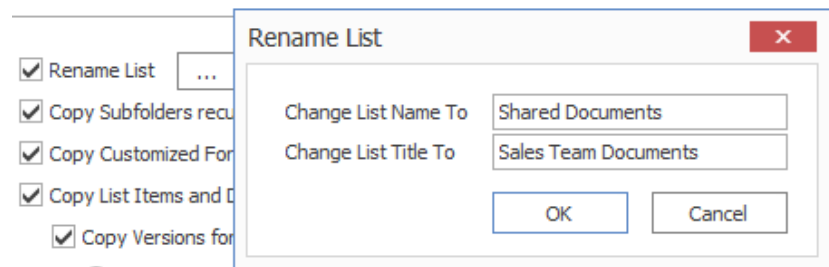 Rename List
Rename List ...
Copy Subfolders recu
Copy Customized For
Copy List Items and
Copy Versions for
Change List Name To Shared Documents
Change List Title To Sales Team Documents
OK Cancel